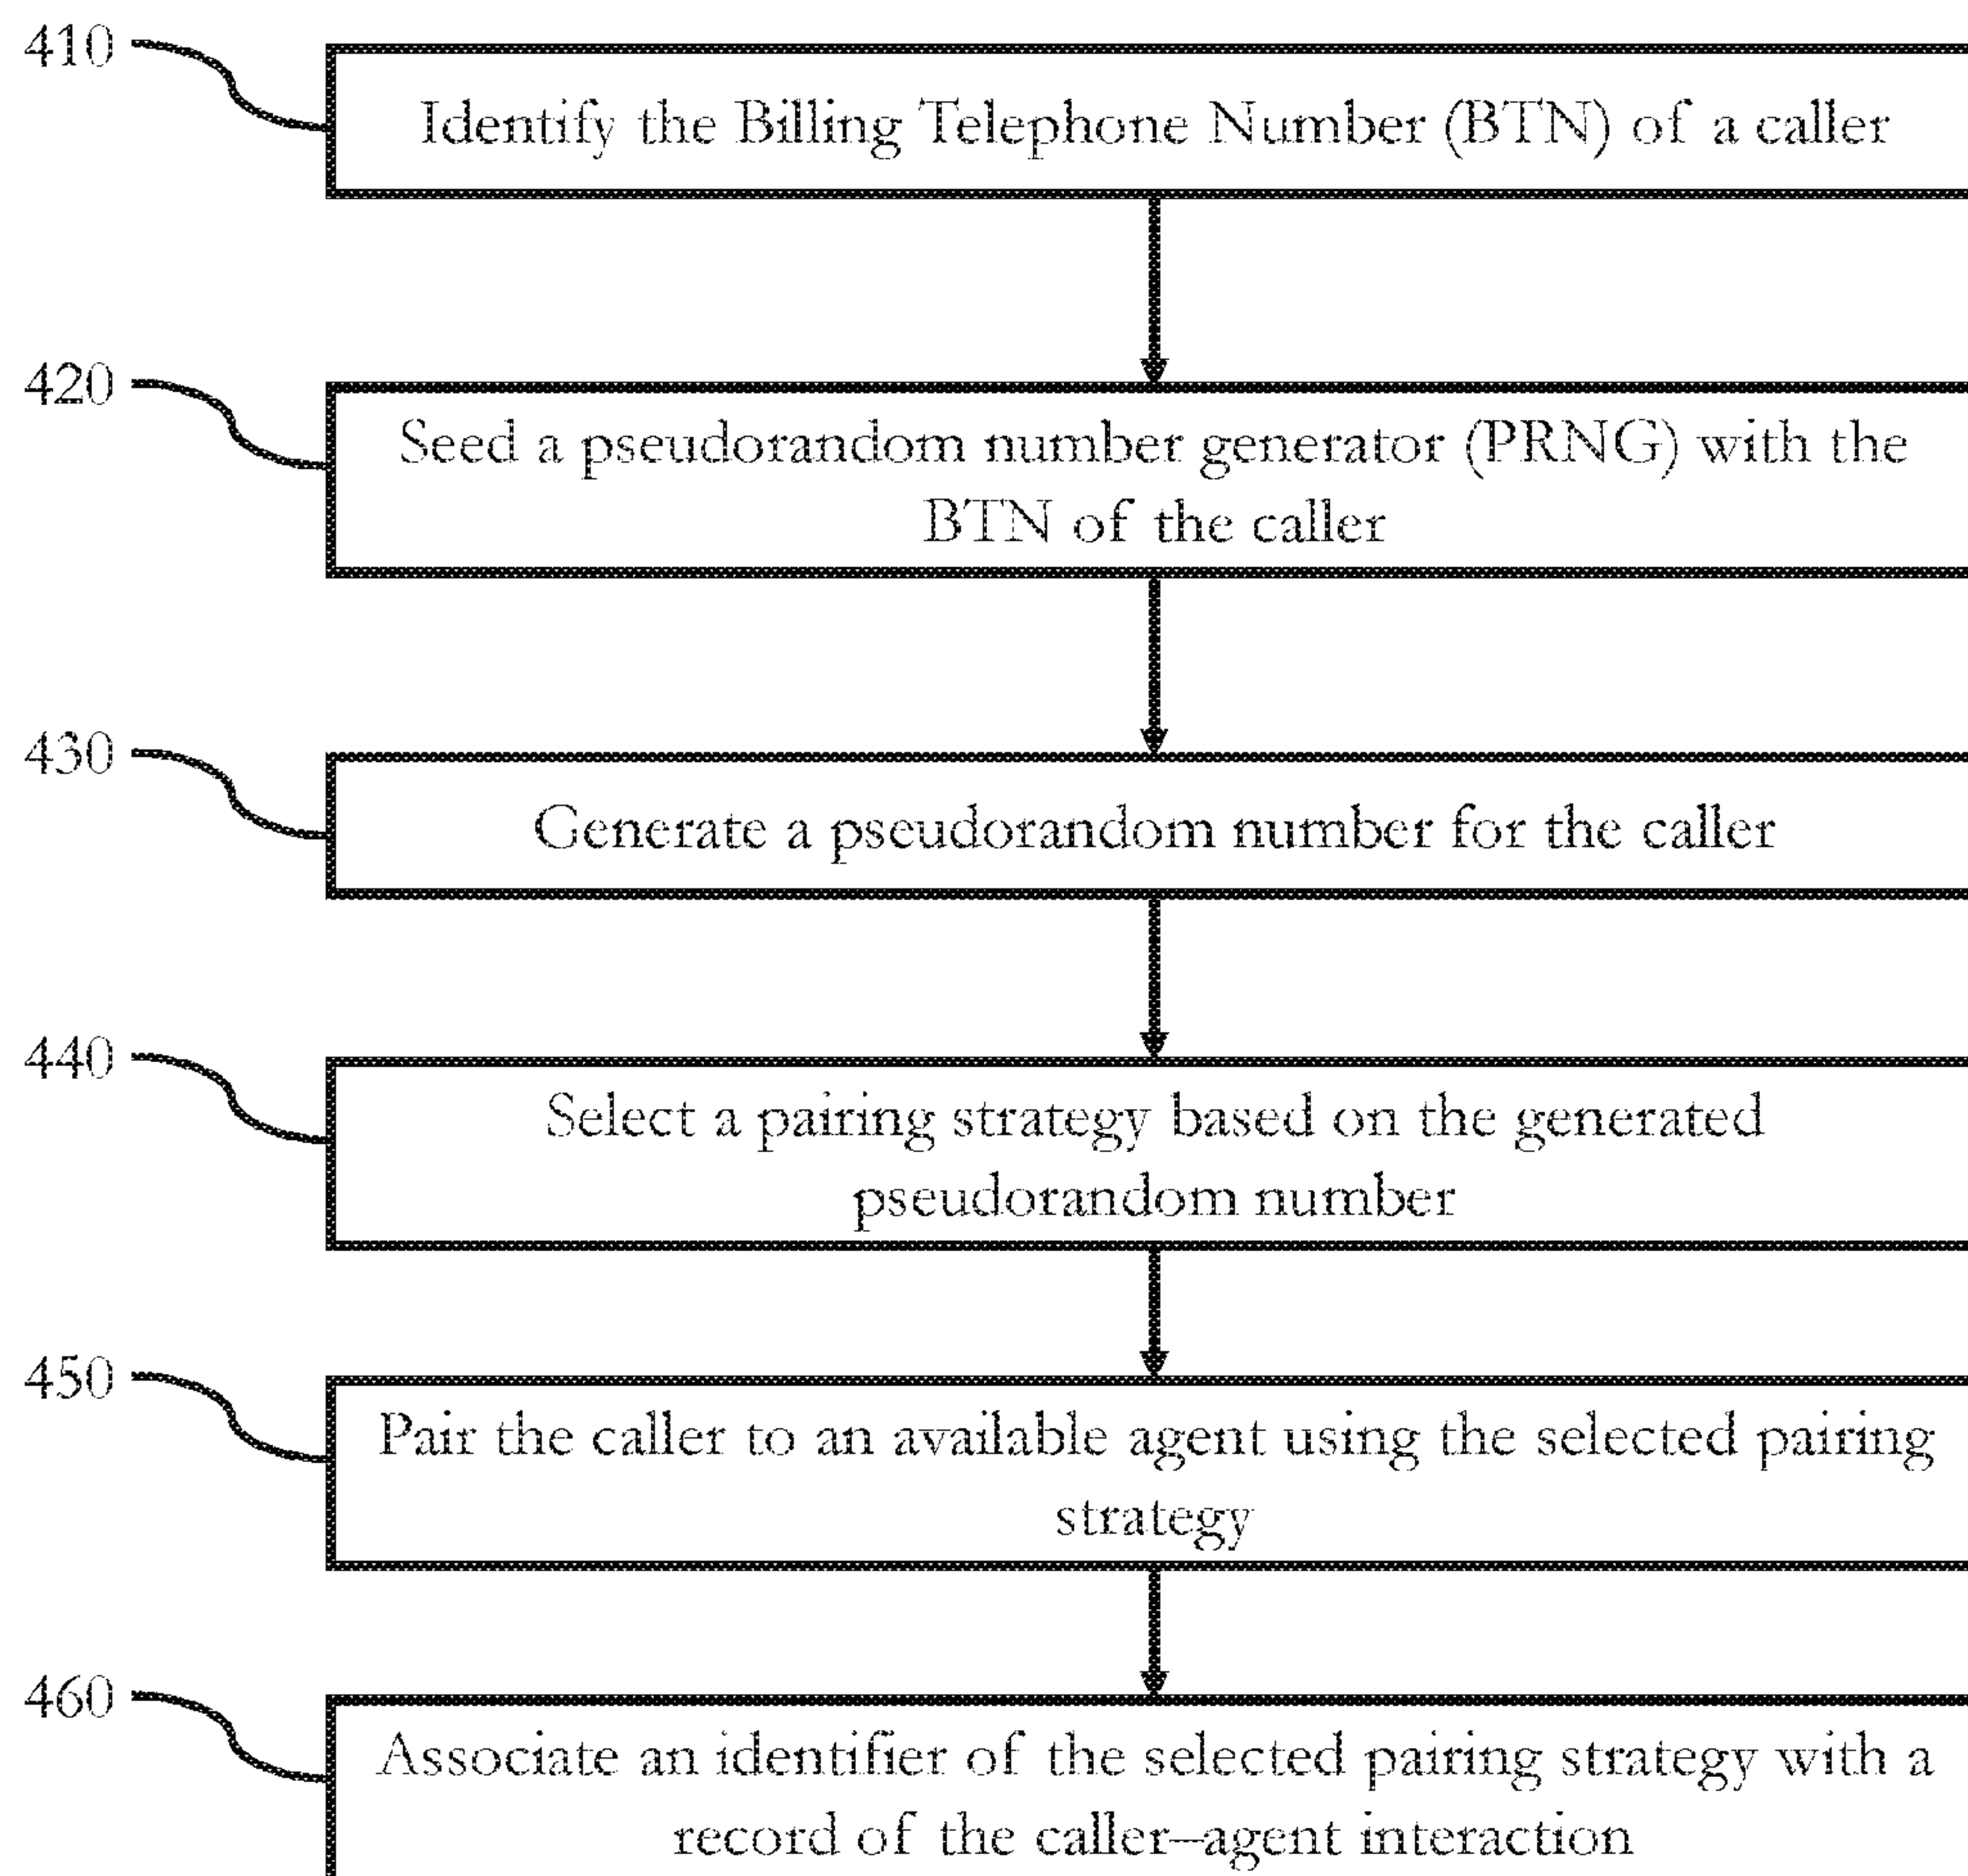 410
Identify the Billing Telephone Number (BTN) of a caller
420
Seed a pseudorandom number generator (PRNG) with the
BTN of the caller
430
Generate a pseudorandom number for the caller
440
Select a pairing strategy based on the generated
pseudorandom number
450
Pair the caller to an available agent using the selected pairing
strategy
460
Associate an identifier of the selected pairing strategy with a
record of the caller–agent interaction